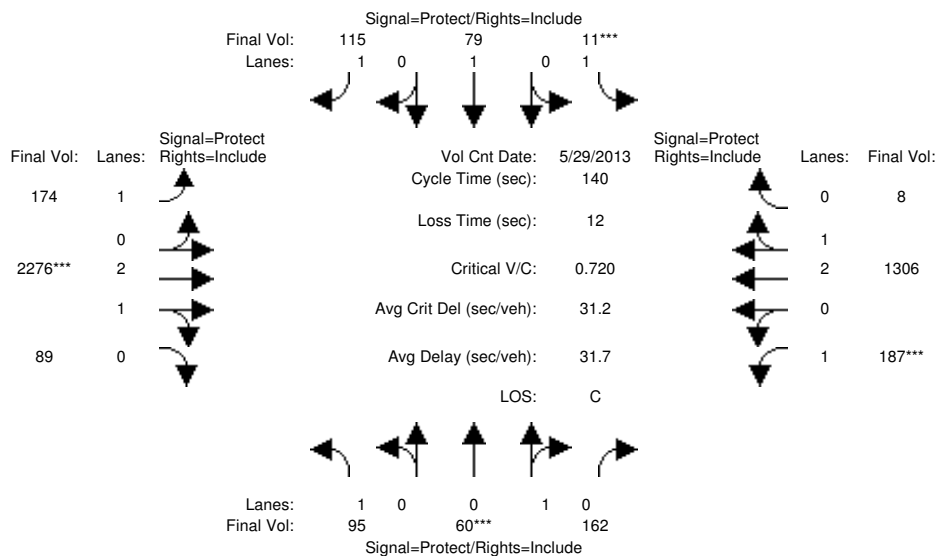 Signal=Protect/Rights=Include
Final Vol: 115 79 11***
Lanes: 1 0 1 0 1
Signal=Protect
Final Vol: Lanes: Rights=Include
Vol Cnt Date: 5/29/2013
Signal=Protect
Rights=Include Lanes: Final Vol:
Cycle Time (sec): 140
174 1
0 8
Loss Time (sec): 12
0
1
2276*** 2
Critical V/C: 0.720
2 1306
1
Avg Crit Del (sec/veh): 31.2
0
89 0
Avg Delay (sec/veh): 31.7
1 187***
LOS: C
Lanes: 1 0 0 1 0
Final Vol: 95 60*** 162
Signal=Protect/Rights=Include